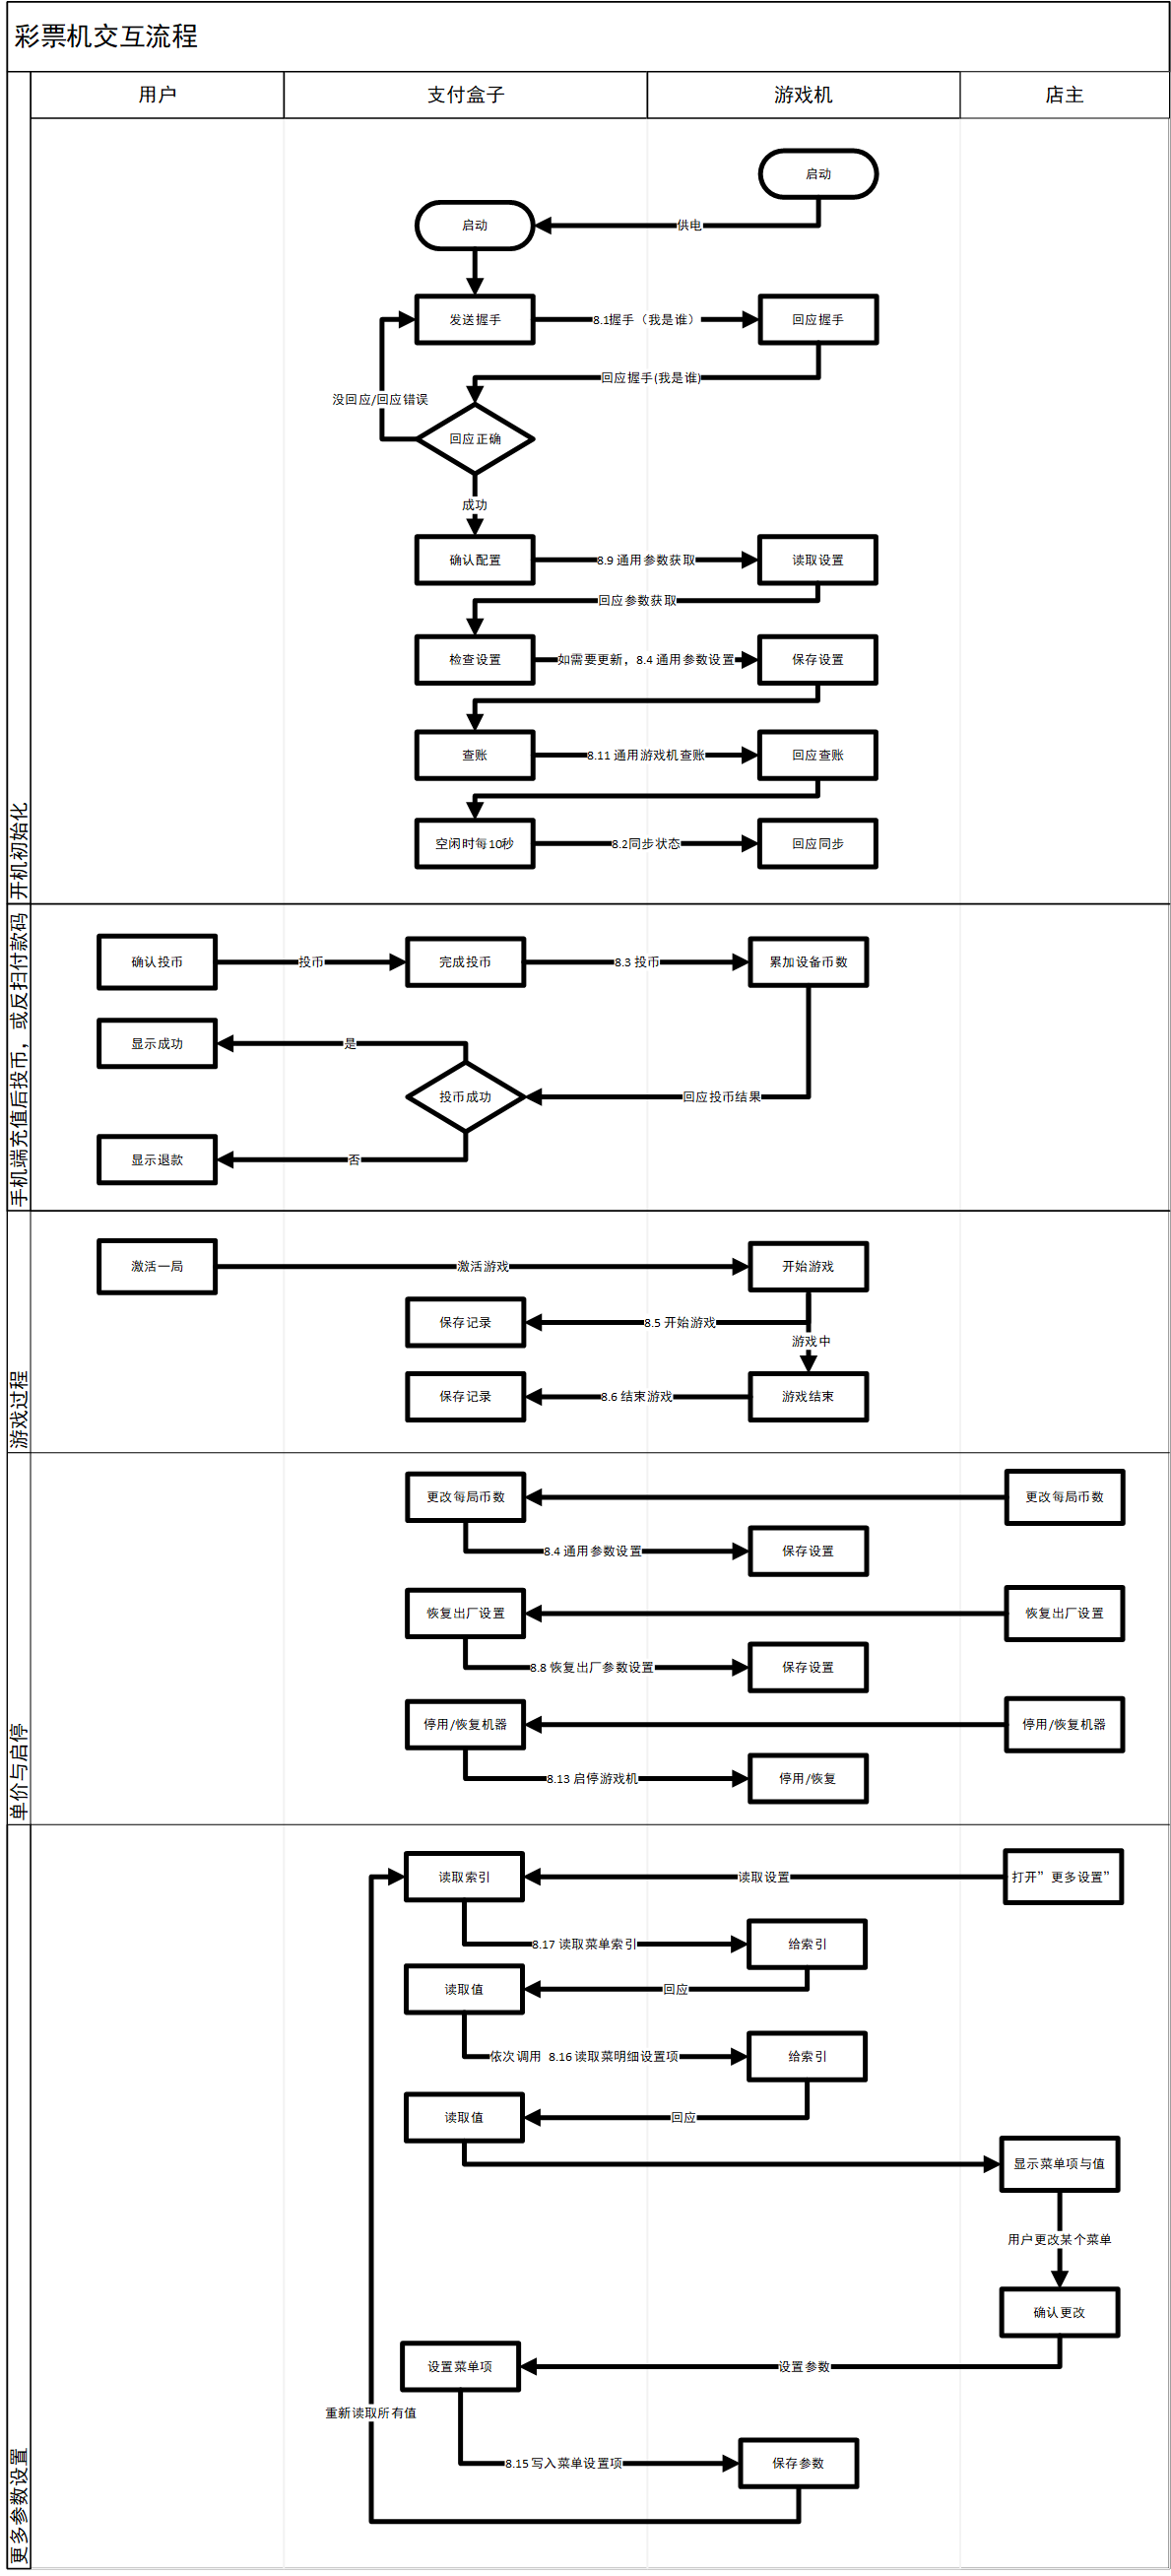 彩票机交互流程
用户
支付盒子
游戏机
店主
开机初始化
启动
供电
启动
发送握手
8.1握手（我是谁）
回应握手
回应握手(我是谁)
没回应/回应错误
回应正确
成功
确认配置
8.9 通用参数获取
读取设置
回应参数获取
检查设置
如需要更新，8.4 通用参数设置
保存设置
查账
8.11 通用游戏机查账
回应查账
空闲时每10秒
8.2同步状态
回应同步
手机端充值后投币，或反扫付款码
确认投币
投币
完成投币
8.3 投币
累加设备币数
显示成功
是
投币成功
回应投币结果
显示退款
否
游戏过程
激活一局
激活游戏
开始游戏
保存记录
8.5 开始游戏
游戏中
保存记录
8.6 结束游戏
游戏结束
单价与启停
更改每局币数
更改每局币数
8.4 通用参数设置
保存设置
恢复出厂设置
恢复出厂设置
8.8 恢复出厂参数设置
保存设置
停用/恢复机器
停用/恢复机器
8.13 启停游戏机
停用/恢复
更多参数设置
读取索引
读取设置
打开”更多设置”
8.17 读取菜单索引
给索引
读取值
回应
依次调用 8.16 读取菜明细设置项
给索引
读取值
回应
显示菜单项与值
用户更改某个菜单
确认更改
设置菜单项
设置参数
重新读取所有值
8.15 写入菜单设置项
保存参数